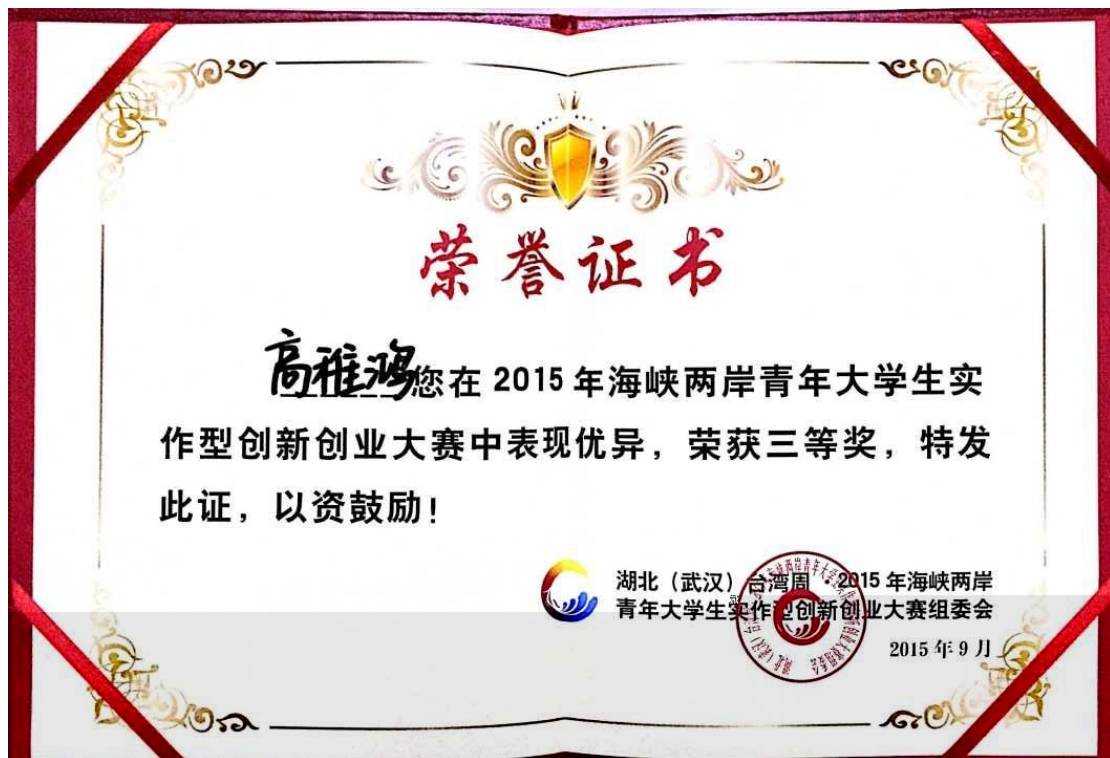 荣誉证书
高雅鸿您在 2015 年海峡两岸青年大学生实
作型创新创业大赛中表现优异，荣获三等奖，特发
此证，以资鼓励！
湖北（武汉）台湾周·2015 年海峡两岸
青年大学生实作型创新创业大赛组委会
2015 年 9 月